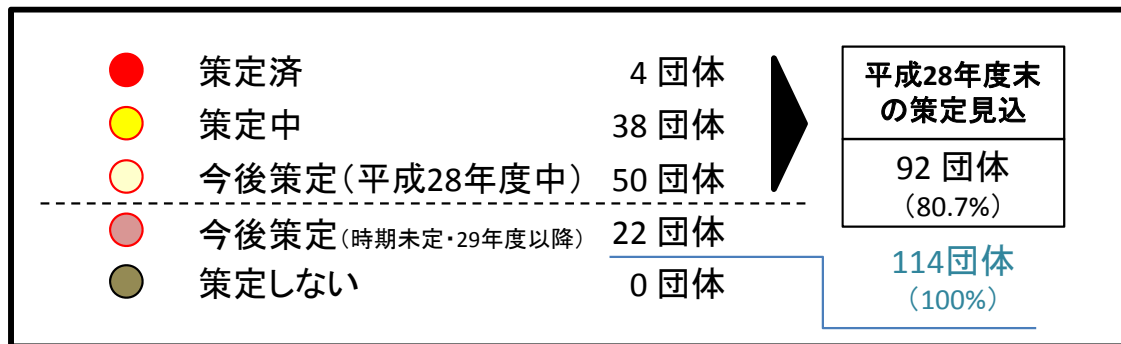 策定済 4 団体
策定中 38 団体
今後策定（平成28年度中） 50 団体
今後策定（時期未定・29年度以降） 22 団体
策定しない 0 団体
平成28年度末
の策定見込
92 団体
（80.7%）
114団体
（100%）